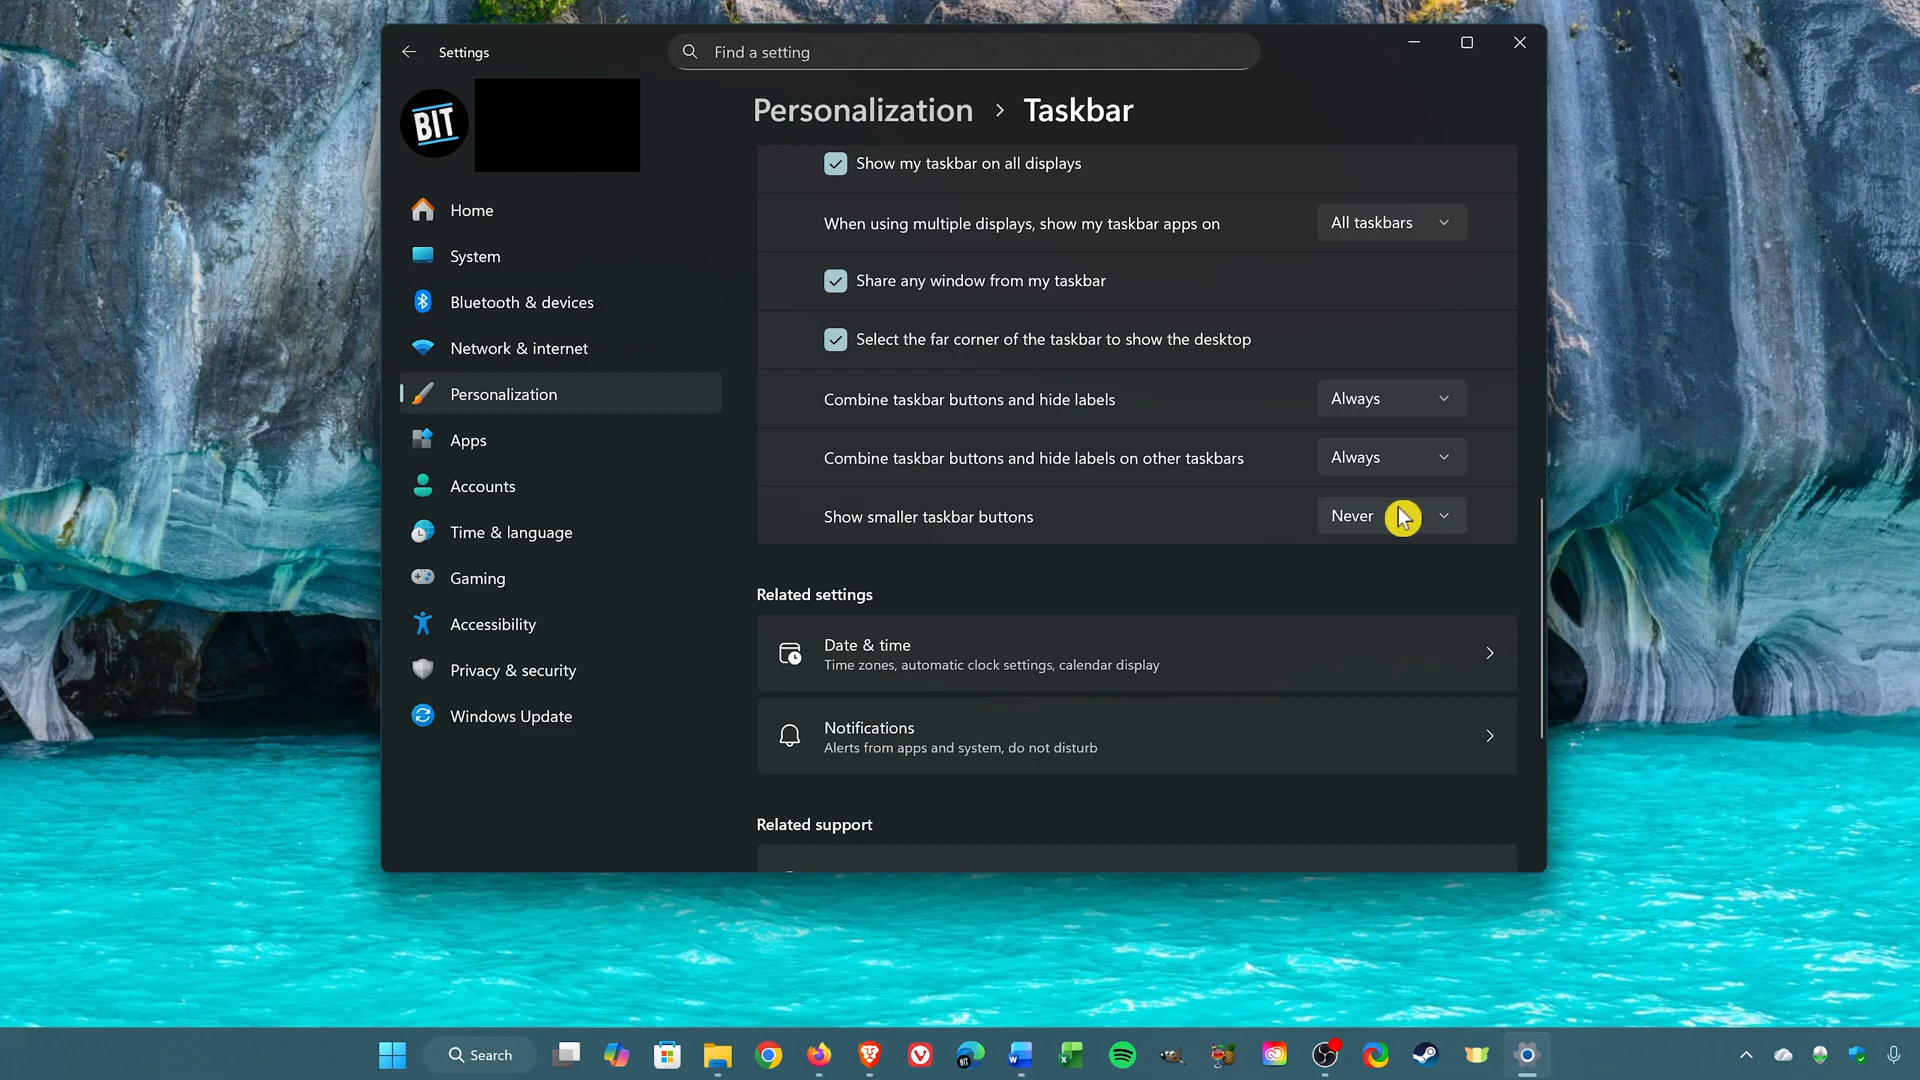 Settings
Find a setting
BIT
Personalization > Taskbar
Home
System
Bluetooth & devices
Network & internet
Personalization
Apps
Accounts
Time & language
Gaming
Accessibility
Privacy & security
Windows Update
Show my taskbar on all displays
When using multiple displays, show my taskbar apps on All taskbars
Share any window from my taskbar
Select the far corner of the taskbar to show the desktop
Combine taskbar buttons and hide labels Always
Combine taskbar buttons and hide labels on other taskbars Always
Show smaller taskbar buttons Never
Related settings
Date & time
Time zones, automatic clock settings, calendar display
Notifications
Alerts from apps and system, do not disturb
Related support
Search